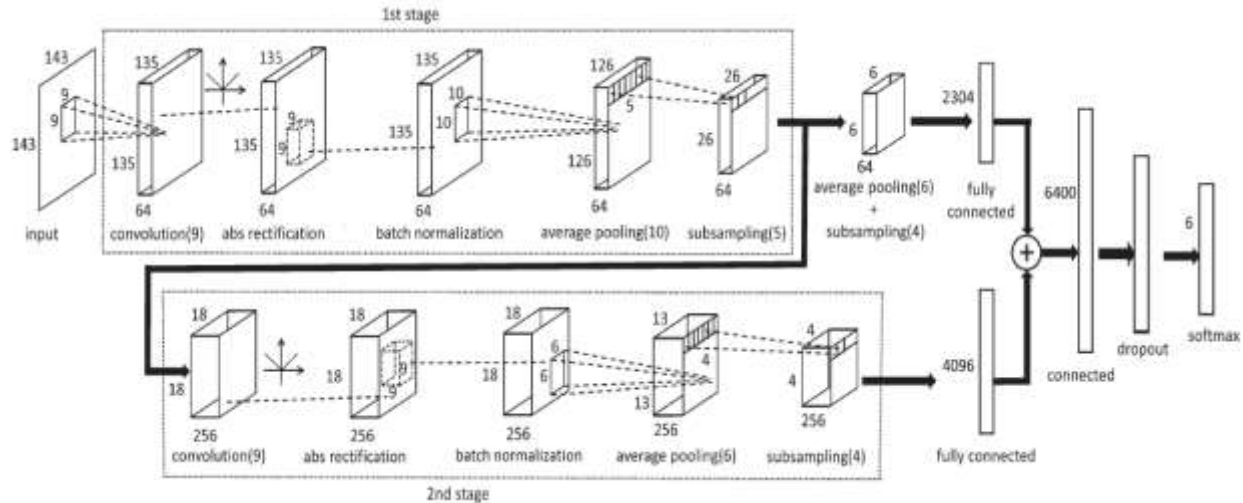 1st stage
143
143
9
9
input
135
135
64
convolution(9)
135
135
9
9
64
abs rectification
135
135
10
10
64
batch normalization
126
126
5
64
average pooling(10)
26
26
64
subsampling(5)
6
6
64
average pooling(6)
+
subsampling(4)
2304
fully
connected
+
6400
connected
dropout
6
softmax
18
18
256
convolution(9)
18
18
9
9
256
abs rectification
18
18
6
6
256
batch normalization
13
13
4
256
average pooling(6)
4
4
256
subsampling(4)
4096
fully connected
2nd stage